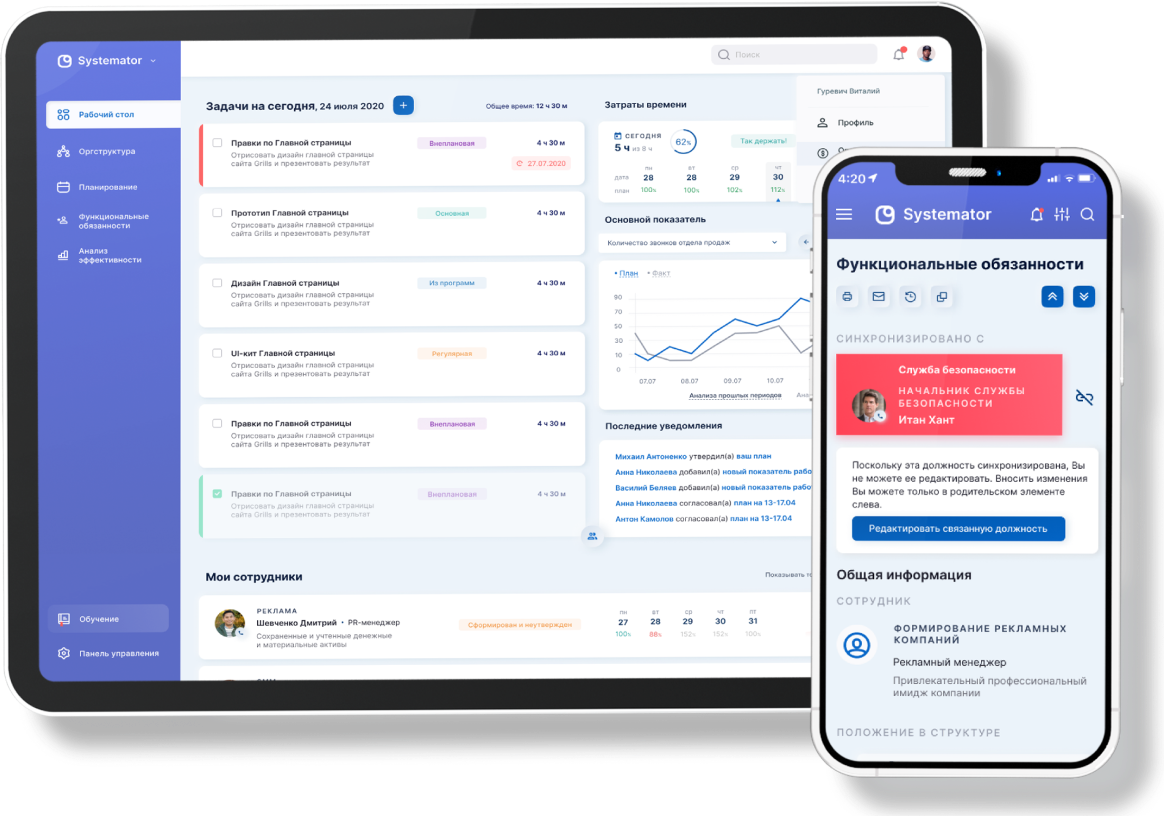 Systemator
Рабочий стол
Оргструктура
Планирование
Функциональные
обязанности
Анализ
эффективности
Обучение
Панель управления
Поиск
Задачи на сегодня, 24 июля 2020
+
Общее время: 12 ч 30 м
Правки по Главной страницы
Отрисовать дизайн главной страницы
сайта Grills и презентовать результат
Внеплановая
4 ч 30 м
27.07.2020
Прототип Главной страницы
Отрисовать дизайн главной страницы
сайта Grills и презентовать результат
Основная
4 ч 30 м
Дизайн Главной страницы
Отрисовать дизайн главной страницы
сайта Grills и презентовать результат
Из программ
4 ч 30 м
UI-кит Главной страницы
Отрисовать дизайн главной страницы
сайта Grills и презентовать результат
Регулярная
4 ч 30 м
Правки по Главной страницы
Отрисовать дизайн главной страницы
сайта Grills и презентовать результат
Внеплановая
4 ч 30 м
Правки по Главной страницы
Отрисовать дизайн главной страницы
сайта Grills и презентовать результат
Внеплановая
4 ч 30 м
Затраты времени
СЕГОДНЯ
5 ч из 8 ч
62%
Так держать!
пн вт ср чт
дата 28 28 29 30
план 100% 100% 102% 112%
Гуревич Виталий
Профиль
Основной показатель
Количество звонков отдела продаж
• План • Факт
90
70
50
30
10
0
07.07 08.07 09.07 10.07
Анализа прошлых периодов
Последние уведомления
Михаил Антоненко утвердил(а) ваш план
Анна Николаева добавил(а) новый показатель рабо
Василий Беляев добавил(а) новый показатель рабо
Анна Николаева согласовал(а) план на 13-17.04
Антон Камолов согласовал(а) план на 13-17.04
Мои сотрудники
Показывать
РЕКЛАМА
Шевченко Дмитрий • PR-менеджер
Сохраненные и учтенные денежные
и материальные активы
Сформирован и неутвержден
пн вт ср чт пт
27 28 29 30 31
100% 88% 152% 152% 100%
4:20
Systemator
Функциональные обязанности
СИНХРОНИЗИРОВАНО С
Служба безопасности
НАЧАЛЬНИК СЛУЖБЫ
БЕЗОПАСНОСТИ
Итан Хант
Поскольку эта должность синхронизирована, Вы
не можете ее редактировать. Вносить изменения
Вы можете только в родительском элементе
слева.
Редактировать связанную должность
Общая информация
СОТРУДНИК
ФОРМИРОВАНИЕ РЕКЛАМНЫХ
КОМПАНИЙ
Рекламный менеджер
Привлекательный профессиональный
имидж компании
ПОЛОЖЕНИЕ В СТРУКТУРЕ